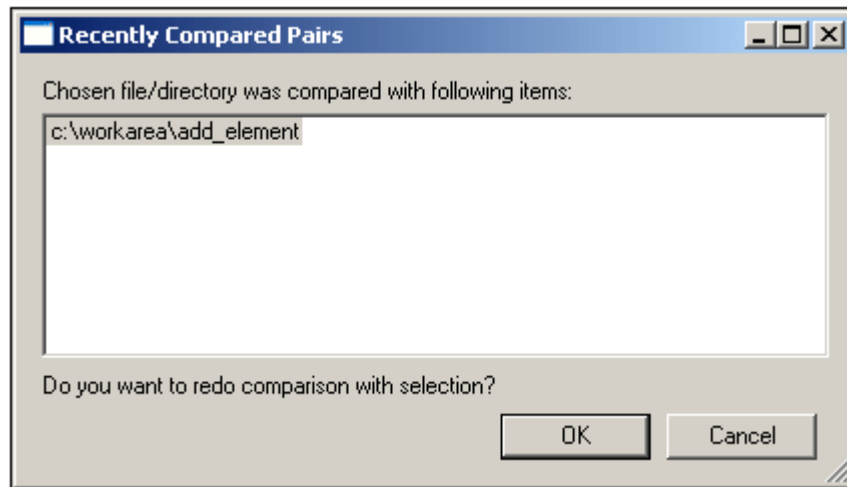 Recently Compared Pairs
Chosen file/directory was compared with following items:
c:\workarea\add_element
Do you want to redo comparison with selection?
OK Cancel